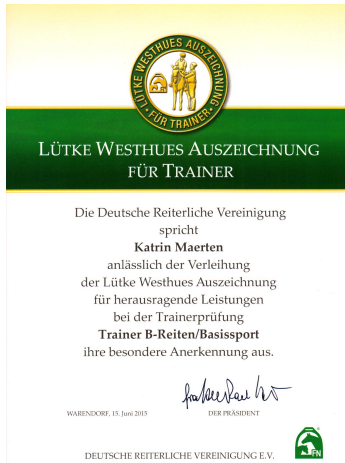 LÜTKE WESTHUES AUSZEICHNUNG
FÜR TRAINER
LÜTKE WESTHUES AUSZEICHNUNG
FÜR TRAINER
Die Deutsche Reiterliche Vereinigung
spricht
Katrin Maerten
anlässlich der Verleihung
der Lütke Westhues Auszeichnung
für herausragende Leistungen
bei der Trainerprüfung
Trainer B-Reiten/Basissport
ihre besondere Anerkennung aus.
WARENDORF, 15. Juni 2015
DER PRÄSIDENT
DEUTSCHE REITERLICHE VEREINIGUNG E.V.
FN